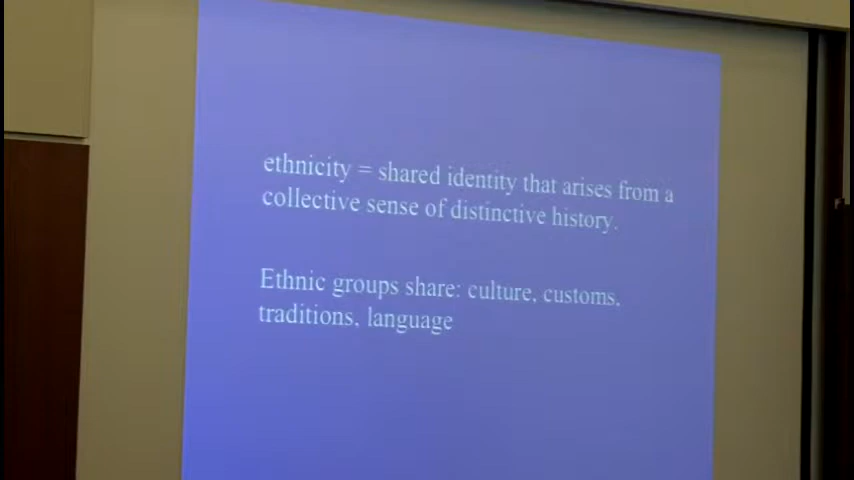 ethnicity = shared identity that arises from a
collective sense of distinctive history.
Ethnic groups share: culture, customs,
traditions, language